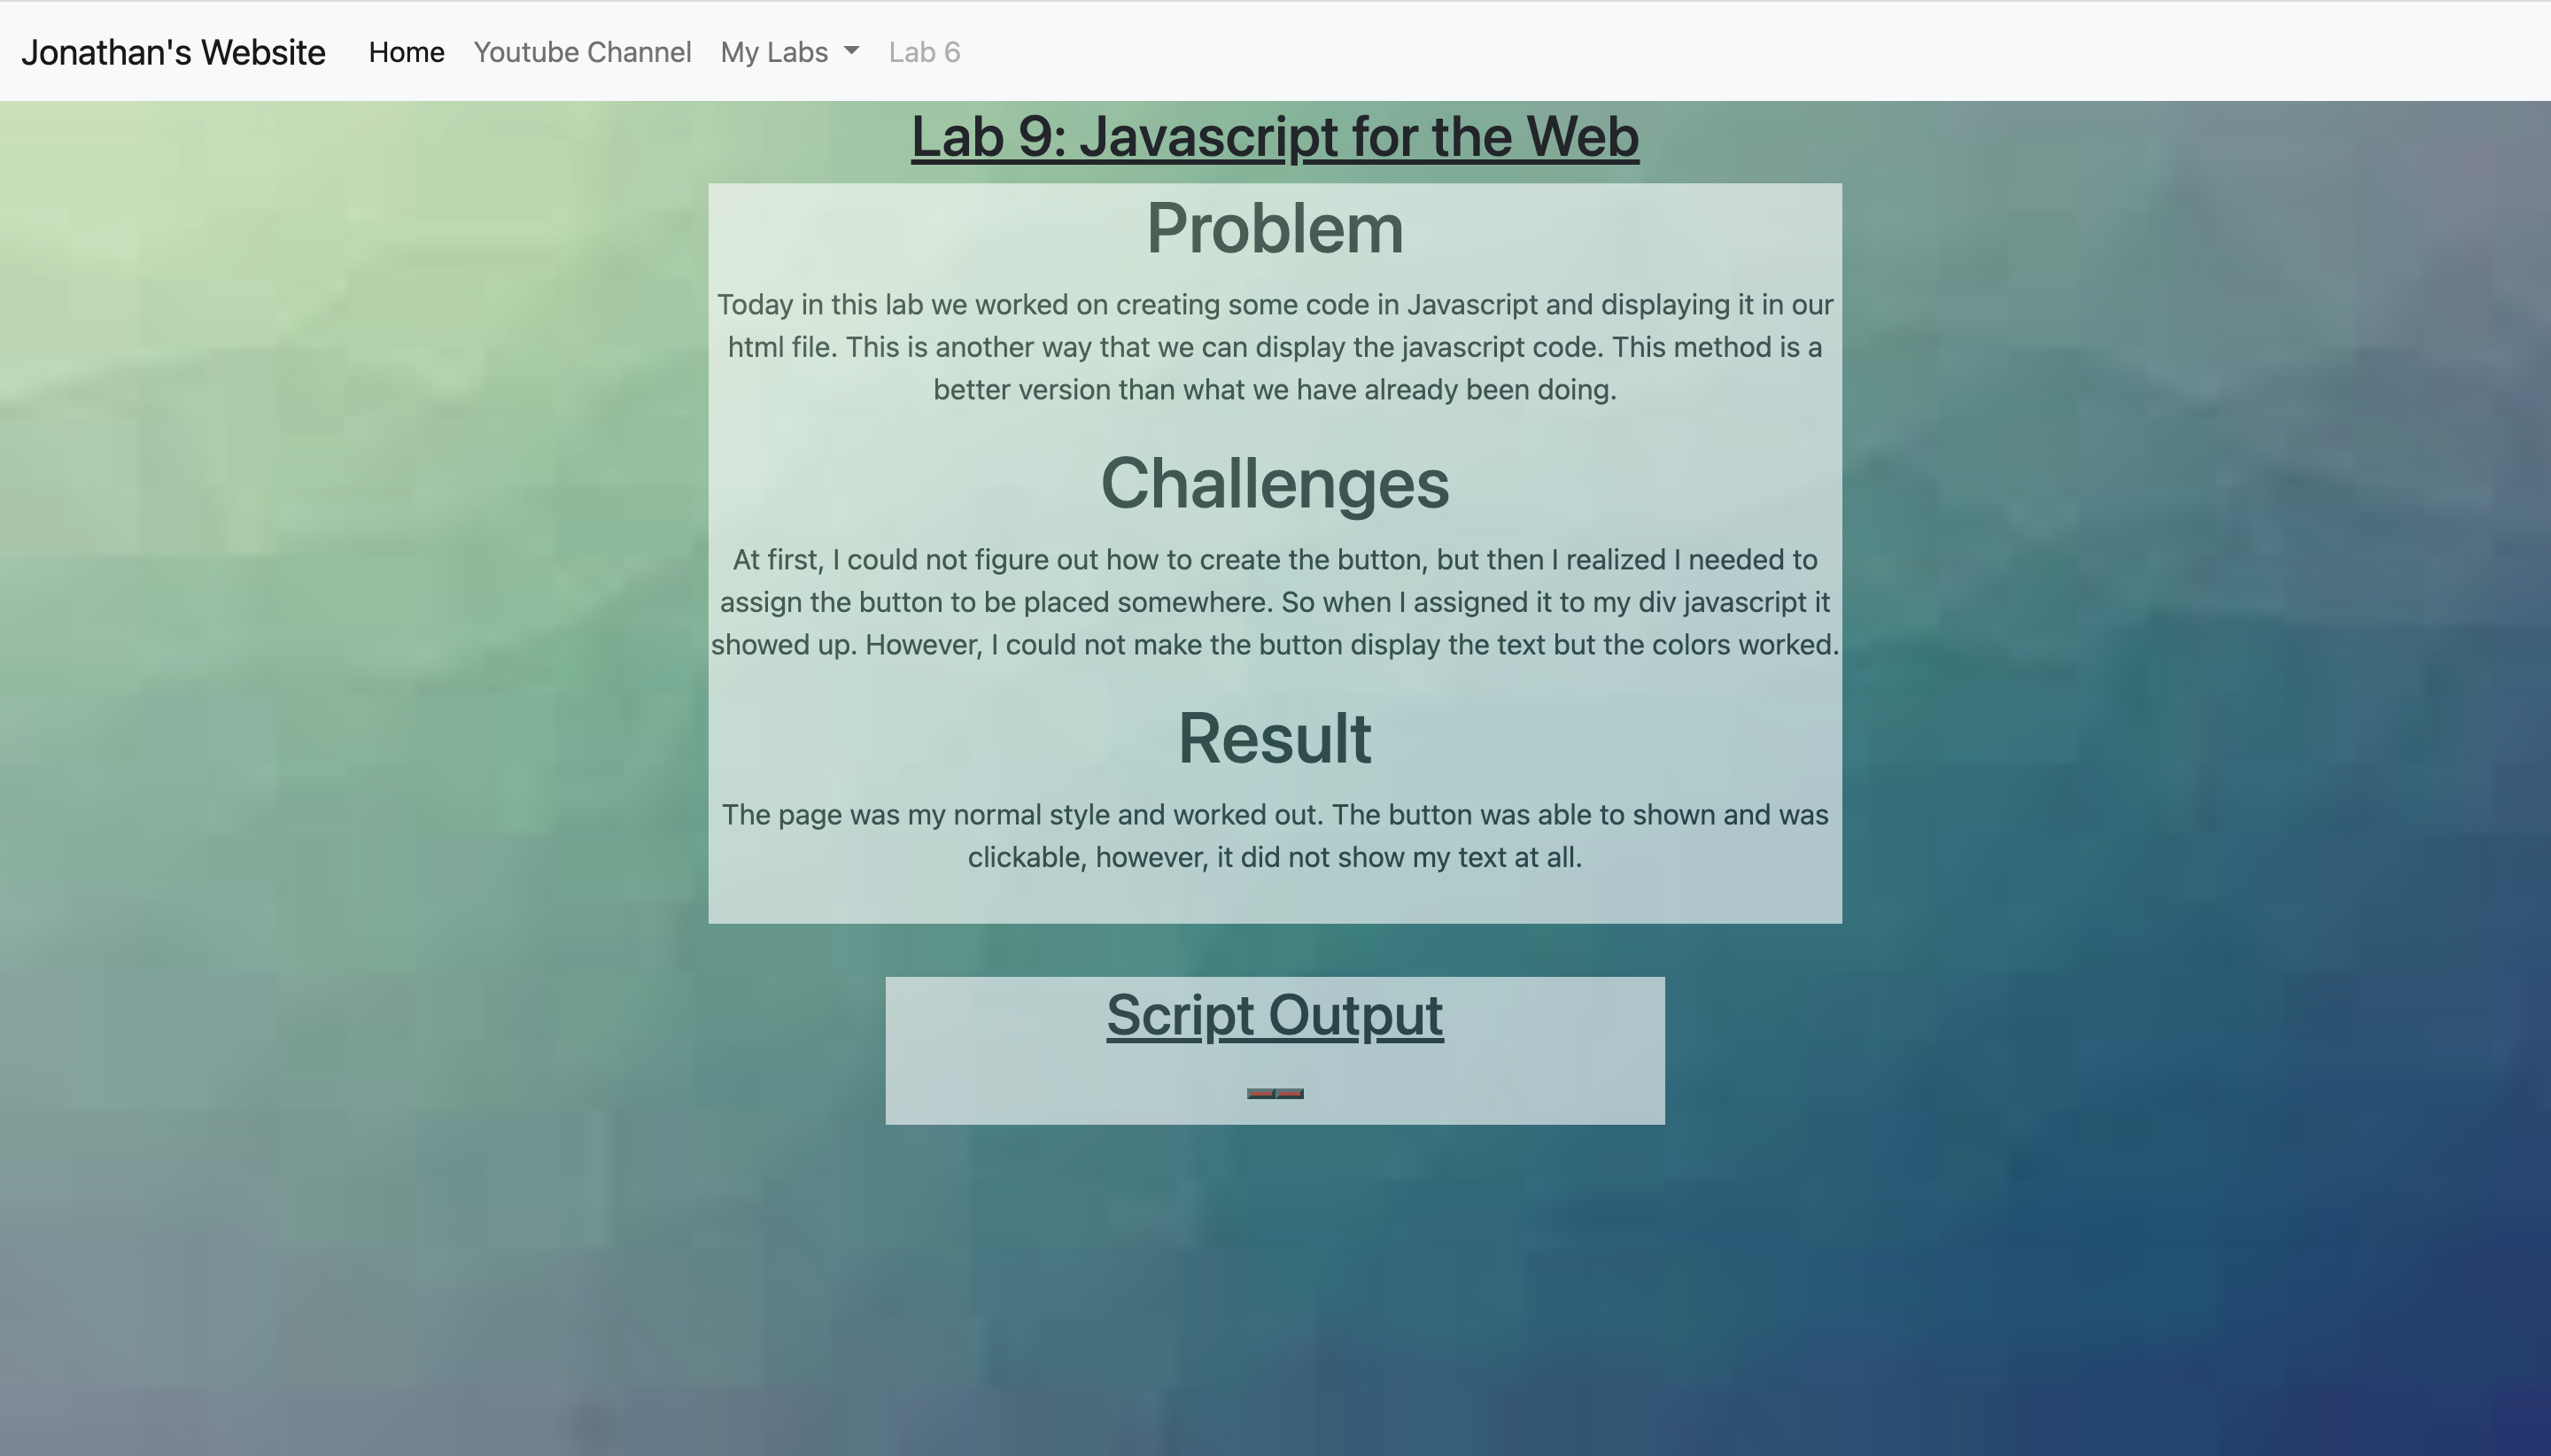 Jonathan's Website Home Youtube Channel My Labs Lab 6
Lab 9: Javascript for the Web
Problem
Today in this lab we worked on creating some code in Javascript and displaying it in our
html file. This is another way that we can display the javascript code. This method is a
better version than what we have already been doing.
Challenges
At first, I could not figure out how to create the button, but then I realized I needed to
assign the button to be placed somewhere. So when I assigned it to my div javascript it
showed up. However, I could not make the button display the text but the colors worked.
Result
The page was my normal style and worked out. The button was able to shown and was
clickable, however, it did not show my text at all.
Script Output